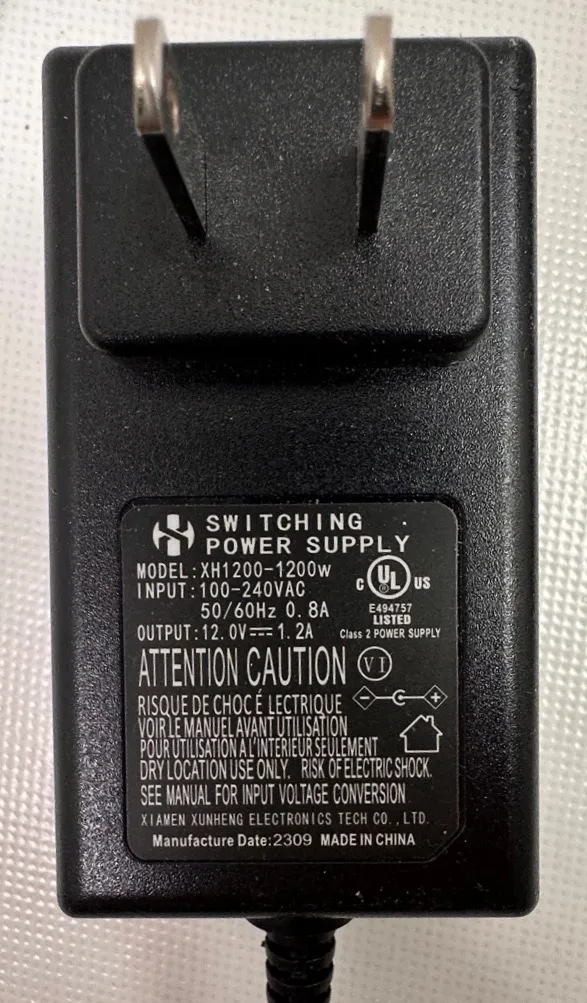 SWITCHING
POWER SUPPLY
MODEL:XH1200-1200w
INPUT:100-240VAC
50/60Hz 0.8A
OUTPUT:12.0V⎓1.2A
C UL US
E494757
LISTED
Class 2 POWER SUPPLY
ATTENTION CAUTION VI
RISQUE DE CHOC É LECTRIQUE
VOIR LE MANUEL AVANT UTILISATION
POUR UTILISATION A L'INTERIEUR SEULEMENT
DRY LOCATION USE ONLY. RISK OF ELECTRIC SHOCK.
SEE MANUAL FOR INPUT VOLTAGE CONVERSION
XIAMEN XUNHENG ELECTRONICS TECH CO.,LTD.
Manufacture Date:2309 MADE IN CHINA